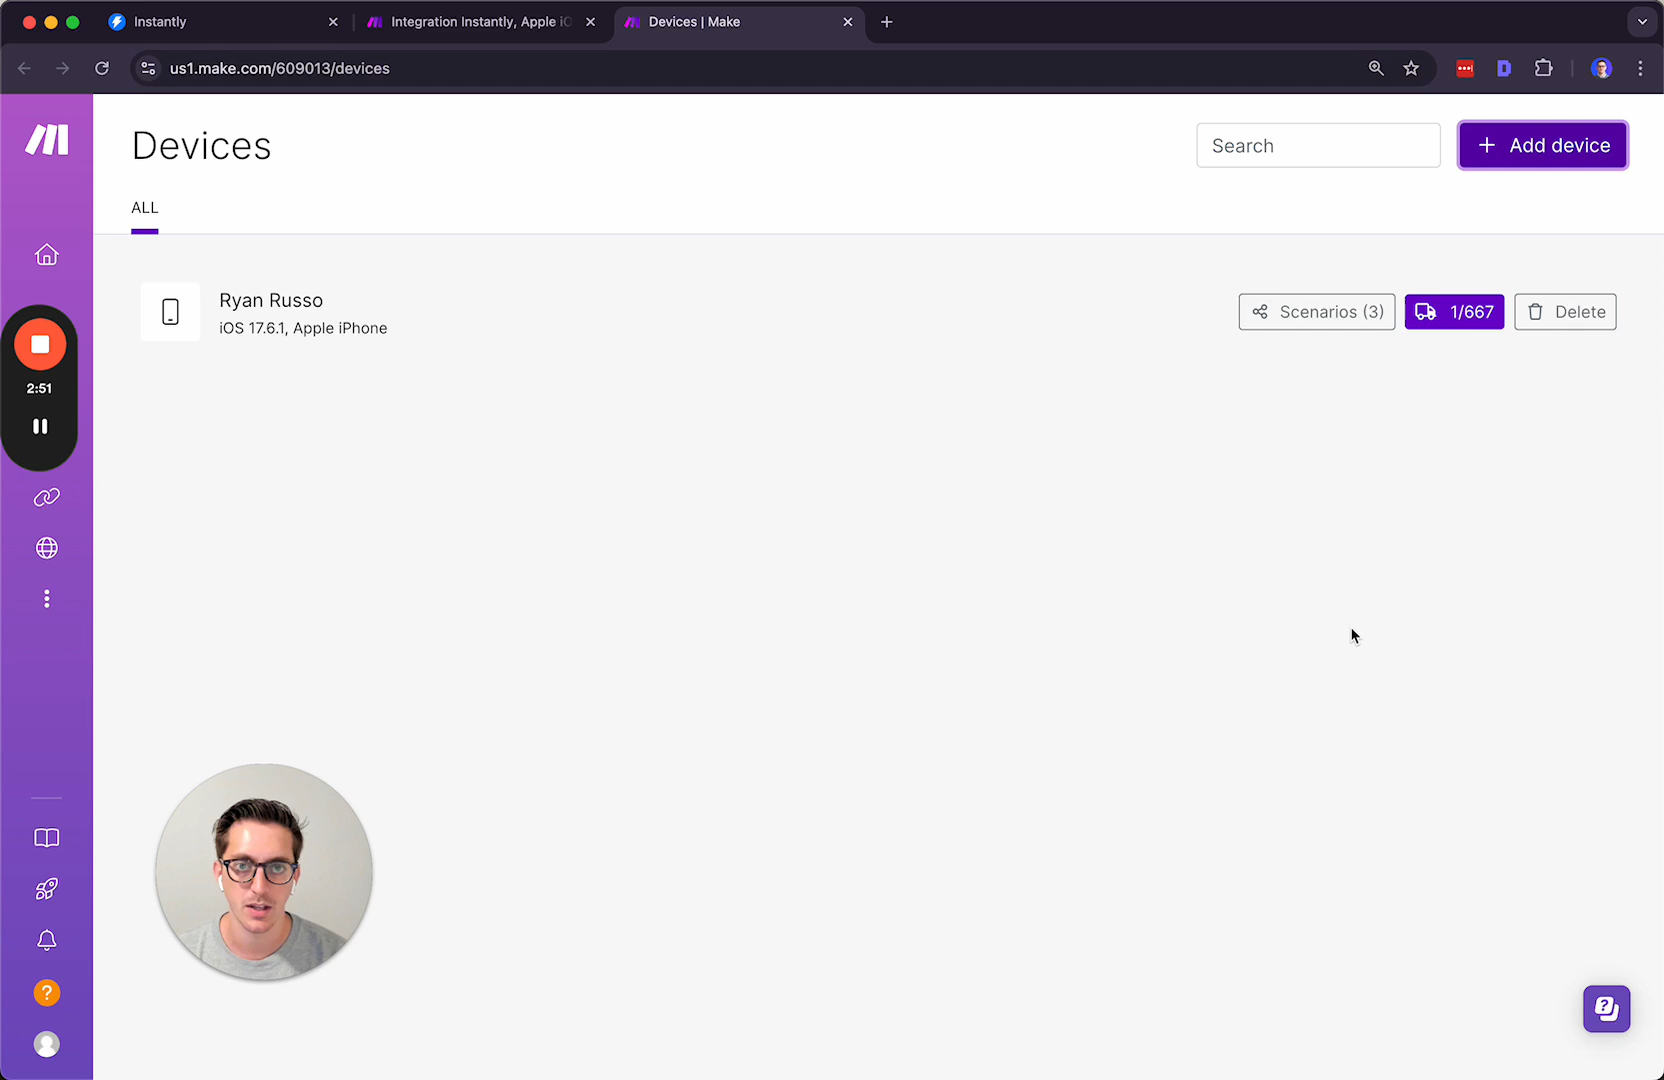 Instantly
Integration Instantly, Apple iO
Devices | Make
us1.make.com/609013/devices
Devices
Search
Add device
ALL
Ryan Russo
iOS 17.6.1, Apple iPhone
Scenarios (3)
1/667
Delete
2:51